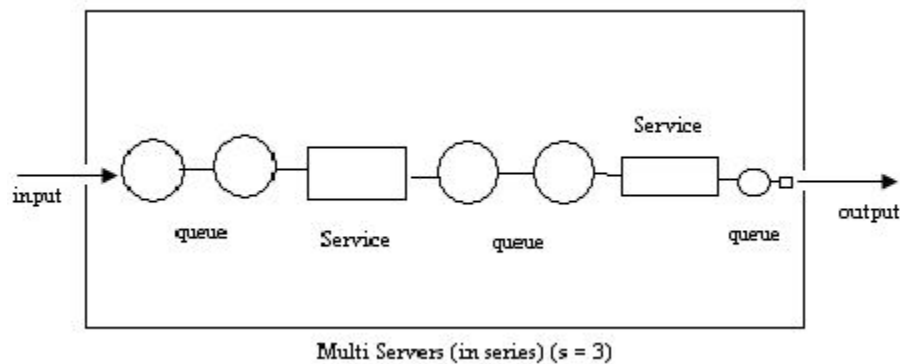 Service
input
queue
Service
queue
queue
output
Multi Servers (in series) (s = 3)